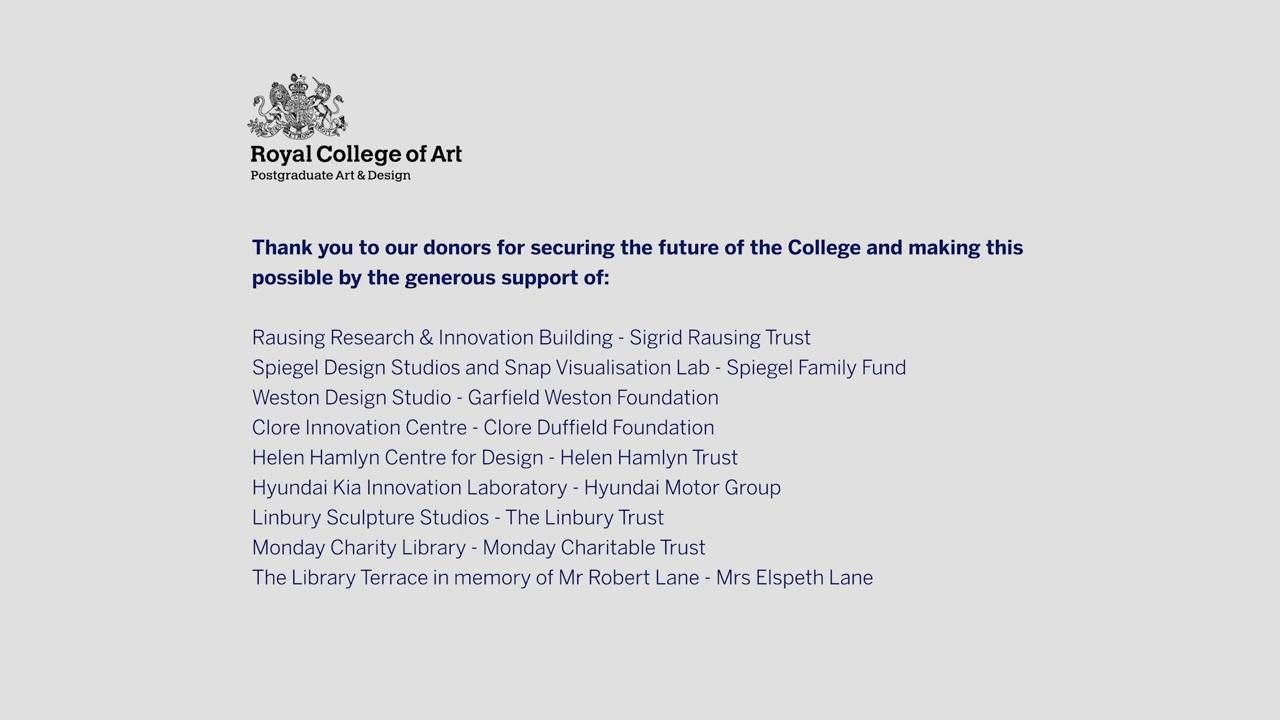 Royal College of Art
Postgraduate Art & Design
Thank you to our donors for securing the future of the College and making this
possible by the generous support of:
Rausing Research & Innovation Building - Sigrid Rausing Trust
Spiegel Design Studios and Snap Visualisation Lab - Spiegel Family Fund
Weston Design Studio - Garfield Weston Foundation
Clore Innovation Centre - Clore Duffield Foundation
Helen Hamlyn Centre for Design - Helen Hamlyn Trust
Hyundai Kia Innovation Laboratory - Hyundai Motor Group
Linbury Sculpture Studios - The Linbury Trust
Monday Charity Library - Monday Charitable Trust
The Library Terrace in memory of Mr Robert Lane - Mrs Elspeth Lane